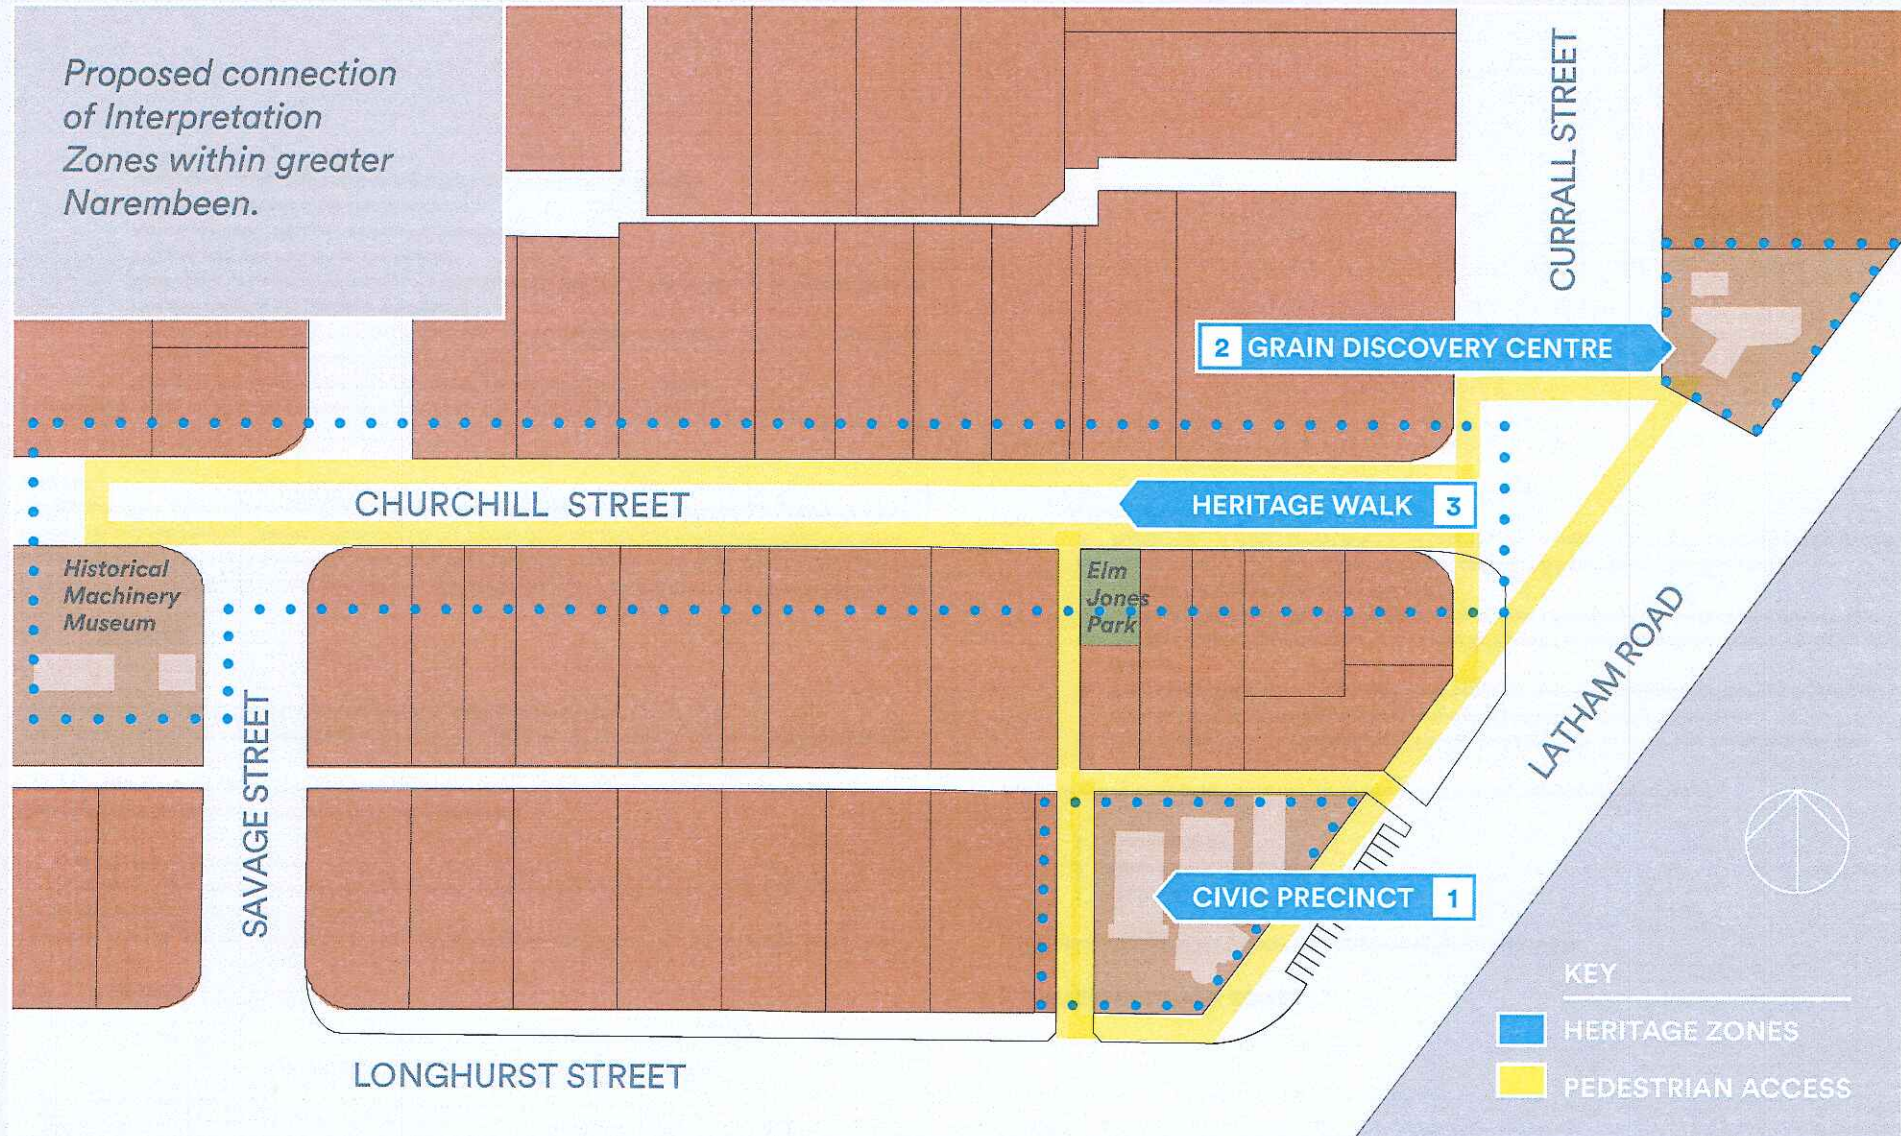 Proposed connection
of Interpretation
Zones within greater
Narembeen.
CURRALL STREET
2 GRAIN DISCOVERY CENTRE
CHURCHILL STREET
HERITAGE WALK 3
Historical
Machinery
Museum
Elm
Jones
Park
LATHAM ROAD
SAVAGE STREET
CIVIC PRECINCT 1
LONGHURST STREET
KEY
HERITAGE ZONES
PEDESTRIAN ACCESS